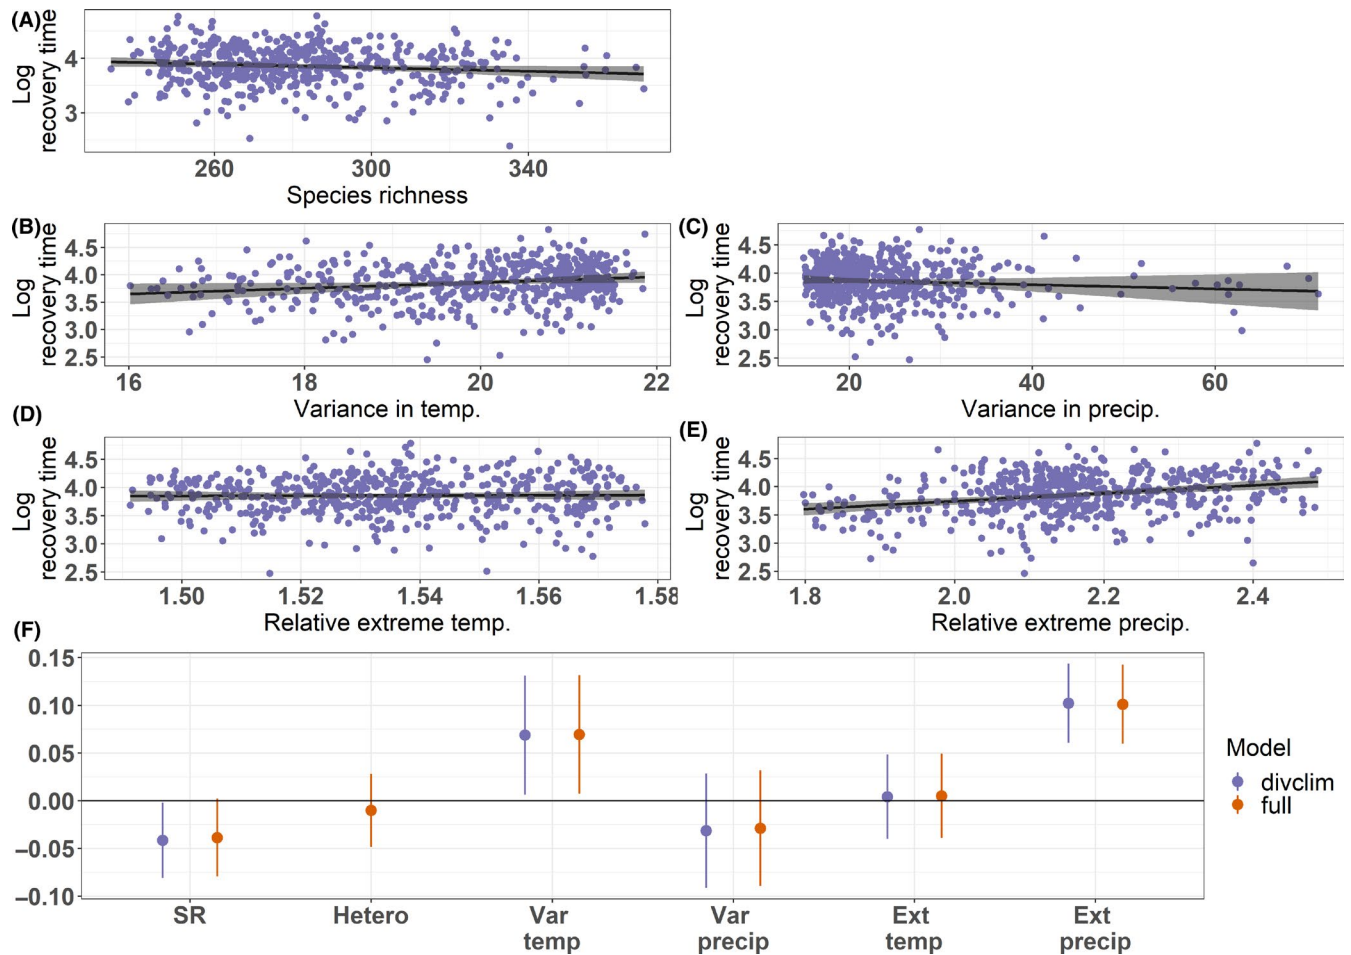 (A)
Log
recovery time
4
3
260 300 340
Species richness
(B)
Log
recovery time
4.5
4.0
3.5
3.0
2.5
16 18 20 22
Variance in temp.
(C)
Log
recovery time
4.5
4.0
3.5
3.0
2.5
20 40 60
Variance in precip.
(D)
Log
recovery time
4.5
4.0
3.5
3.0
2.5
1.50 1.52 1.54 1.56 1.58
Relative extreme temp.
(E)
Log
recovery time
4.5
4.0
3.5
3.0
2.5
1.8 2.0 2.2 2.4
Relative extreme precip.
(F)
0.15
0.10
0.05
0.00
−0.05
−0.10
SR Hetero Var Var Ext Ext
temp precip temp precip
Model
divclim
full